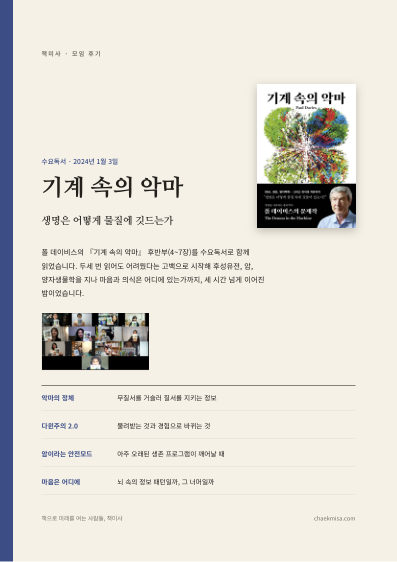 책미사 · 모임 후기
기계 속의 악마
Paul Davies
폴 데이비스의 문제작
The Demon in the Machine
수요독서 · 2024년 1월 3일
기계 속의 악마
생명은 어떻게 물질에 깃드는가
폴 데이비스의 『기계 속의 악마』 후반부(4~7장)를 수요독서로 함께
읽었습니다. 두세 번 읽어도 어려웠다는 고백으로 시작해 후성유전, 암,
양자생물학을 지나 마음과 의식은 어디에 있는가까지, 세 시간 넘게 이어진
밤이었습니다.
악마의 정체 무질서를 거슬러 질서를 지키는 정보
다윈주의 2.0 물려받는 것과 경험으로 바뀌는 것
암이라는 안전모드 아주 오래된 생존 프로그램이 깨어날 때
마음은 어디에 뇌 속의 정보 패턴일까, 그 너머일까
책으로 미래를 여는 사람들, 책미사 chaekmisa.com